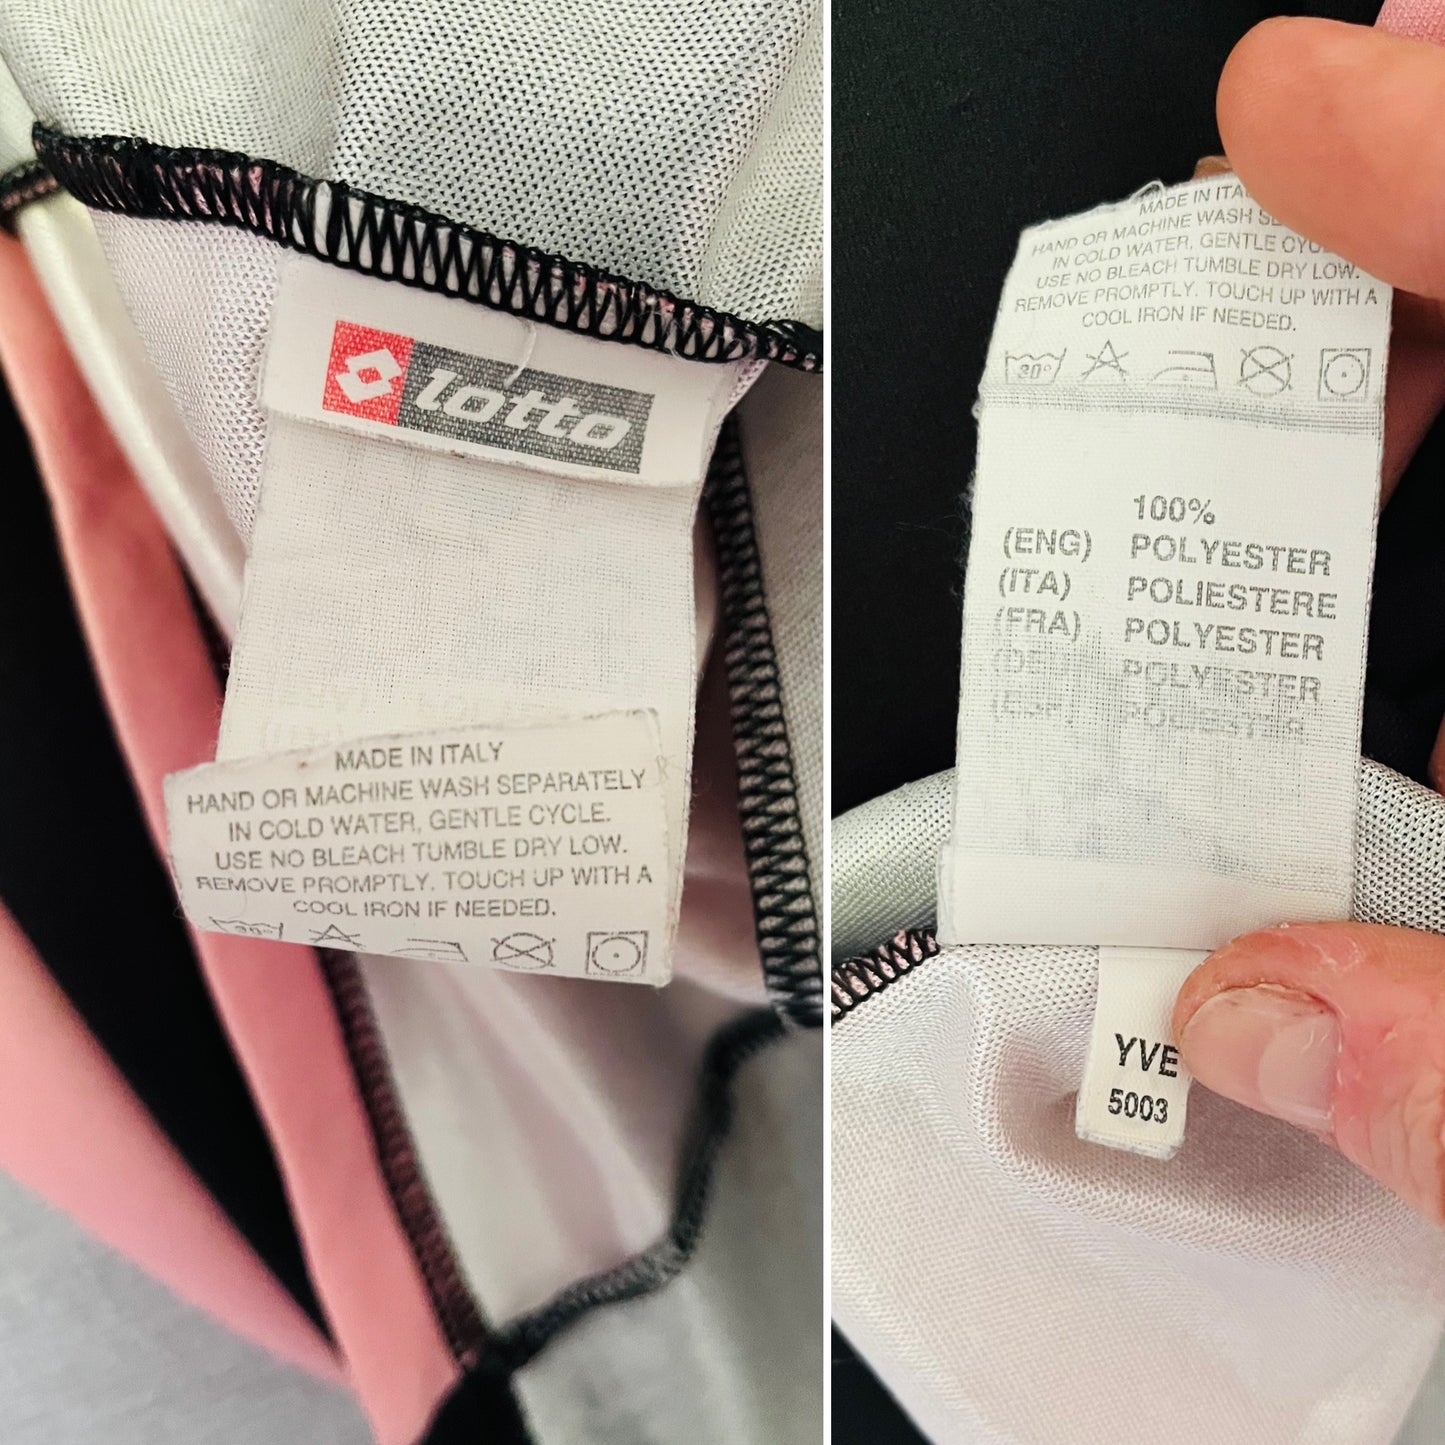 lotto
MADE IN ITALY
HAND OR MACHINE WASH SEPARATELY
IN COLD WATER, GENTLE CYCLE.
USE NO BLEACH TUMBLE DRY LOW.
REMOVE PROMPTLY. TOUCH UP WITH A
COOL IRON IF NEEDED.
30°
MADE IN
HAND OR MACHINE WASH
IN COLD WATER, GENTLE
USE NO BLEACH TUMBLE DRY LOW.
REMOVE PROMPTLY. TOUCH UP WITH A
COOL IRON IF NEEDED.
30°
100%
(ENG) POLYESTER
(ITA) POLIESTERE
(FRA) POLYESTER
POLYESTER
YVE
5003